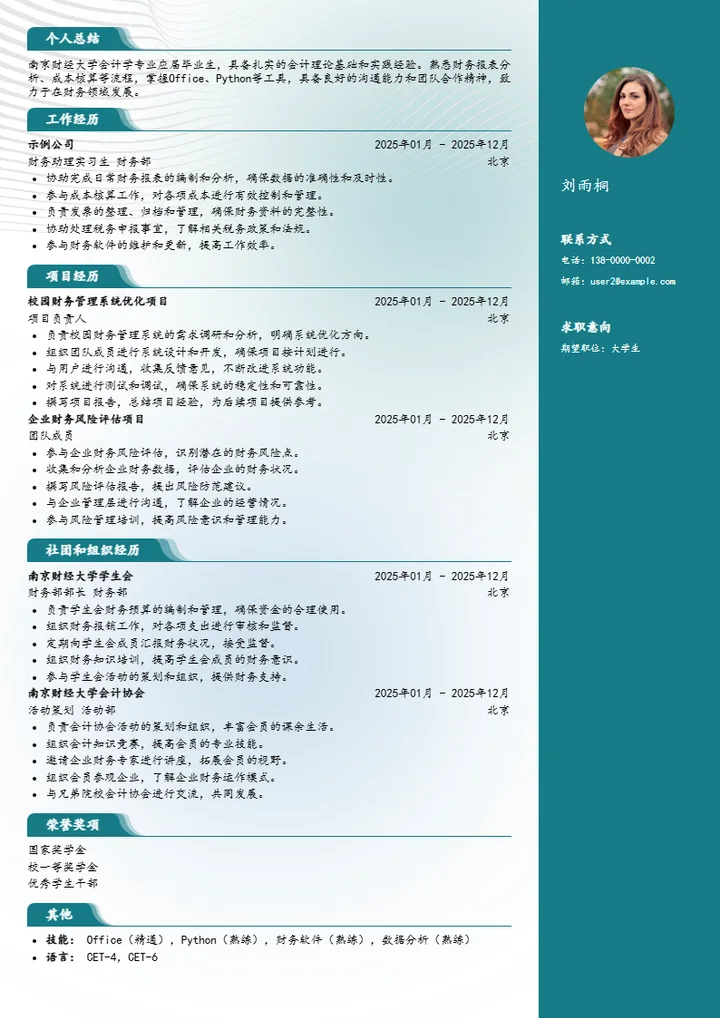 个人总结
南京财经大学会计学专业应届毕业生，具备扎实的会计理论基础和实践经验。熟悉财务报表分
析、成本核算等流程，掌握Office、Python等工具，具备良好的沟通能力和团队合作精神，致
力于在财务领域发展。
工作经历
示例公司 2025年01月 - 2025年12月
财务助理实习生 财务部 北京
• 协助完成日常财务报表的编制和分析，确保数据的准确性和及时性。
• 参与成本核算工作，对各项成本进行有效控制和管理。
• 负责发票的整理、归档和管理，确保财务资料的完整性。
• 协助处理税务申报事宜，了解相关税务政策和法规。
• 参与财务软件的维护和更新，提高工作效率。
项目经历
校园财务管理系统优化项目 2025年01月 - 2025年12月
项目负责人 北京
• 负责校园财务管理系统的需求调研和分析，明确系统优化方向。
• 组织团队成员进行系统设计和开发，确保项目按计划进行。
• 与用户进行沟通，收集反馈意见，不断改进系统功能。
• 对系统进行测试和调试，确保系统的稳定性和可靠性。
• 撰写项目报告，总结项目经验，为后续项目提供参考。
企业财务风险评估项目 2025年01月 - 2025年12月
团队成员 北京
• 参与企业财务风险评估，识别潜在的财务风险点。
• 收集和分析企业财务数据，评估企业的财务状况。
• 撰写风险评估报告，提出风险防范建议。
• 与企业管理层进行沟通，了解企业的经营情况。
• 参与风险管理培训，提高风险意识和管理能力。
社团和组织经历
南京财经大学学生会 2025年01月 - 2025年12月
财务部部长 财务部 北京
• 负责学生会财务预算的编制和管理，确保资金的合理使用。
• 组织财务报销工作，对各项支出进行审核和监督。
• 定期向学生会成员汇报财务状况，接受监督。
• 组织财务知识培训，提高学生会成员的财务意识。
• 参与学生会活动的策划和组织，提供财务支持。
南京财经大学会计协会 2025年01月 - 2025年12月
活动策划 活动部 北京
• 负责会计协会活动的策划和组织，丰富会员的课余生活。
• 组织会计知识竞赛，提高会员的专业技能。
• 邀请企业财务专家进行讲座，拓展会员的视野。
• 组织会员参观企业，了解企业财务运作模式。
• 与兄弟院校会计协会进行交流，共同发展。
荣誉奖项
国家奖学金
校一等奖学金
优秀学生干部
其他
• 技能： Office（精通），Python（熟练），财务软件（熟练），数据分析（熟练）
• 语言： CET-4，CET-6
刘雨桐
联系方式
电话：138-0000-0002
邮箱：user2@example.com
求职意向
期望职位：大学生